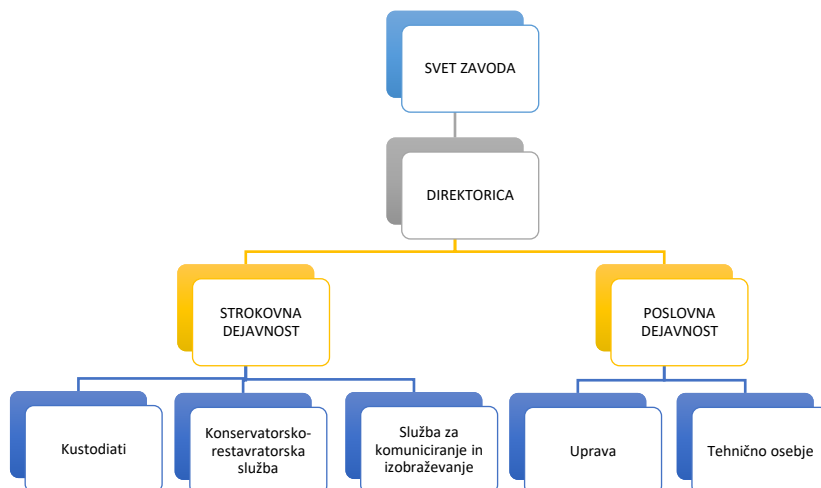 SVET ZAVODA
DIREKTORICA
STROKOVNA
DEJAVNOST
POSLOVNA
DEJAVNOST
Kustodiati
Konservatorsko-
restavratorska
služba
Služba za
komuniciranje in
izobraževanje
Uprava
Tehnično osebje